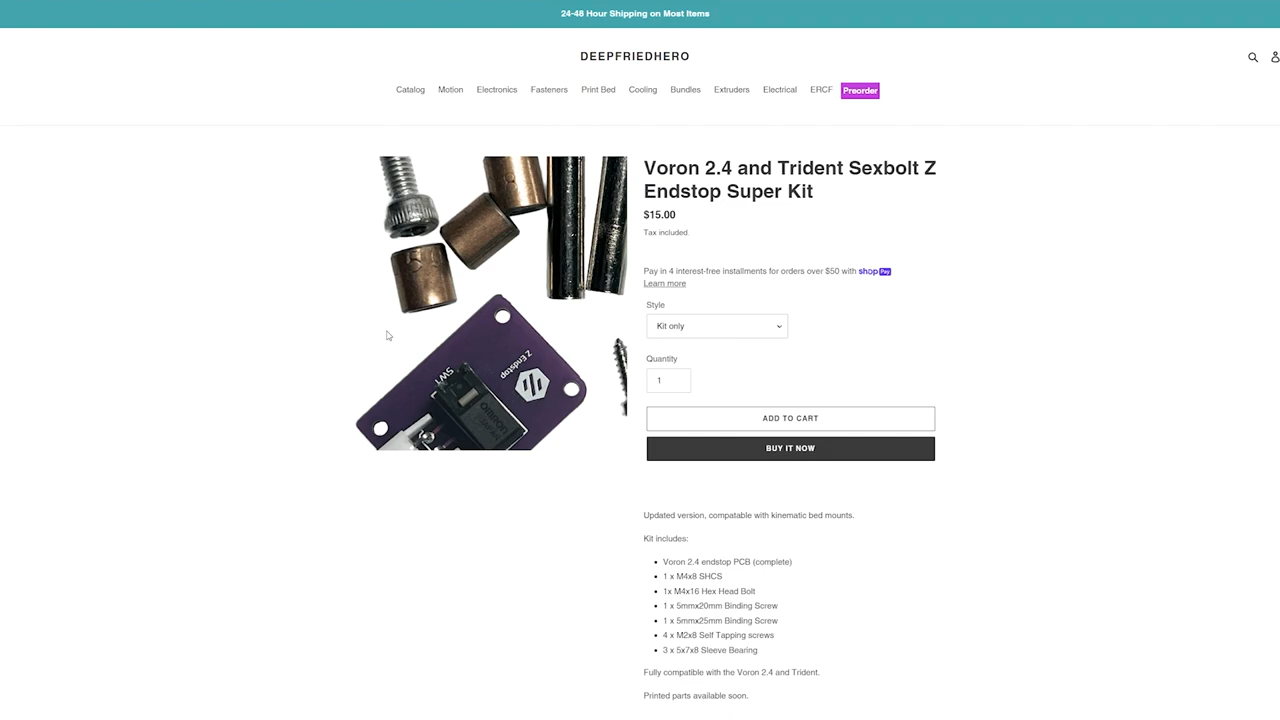 24-48 Hour Shipping on Most Items
DEEPFRIEDHERO
Catalog Motion Electronics Fasteners Print Bed Cooling Bundles Extruders Electrical ERCF Preorder
Voron 2.4 and Trident Sexbolt Z
Endstop Super Kit
$15.00
Tax included.
Pay in 4 interest-free installments for orders over $50 with shop Pay
Learn more
Style
Kit only
Quantity
1
ADD TO CART
BUY IT NOW
Z Endstop
SW1
OMRON
Updated version, compatable with kinematic bed mounts.
Kit includes:
Voron 2.4 endstop PCB (complete)
1 x M4x8 SHCS
1x M4x16 Hex Head Bolt
1 x 5mmx20mm Binding Screw
1 x 5mmx25mm Binding Screw
4 x M2x8 Self Tapping screws
3 x 5x7x8 Sleeve Bearing
Fully compatible with the Voron 2.4 and Trident.
Printed parts available soon.